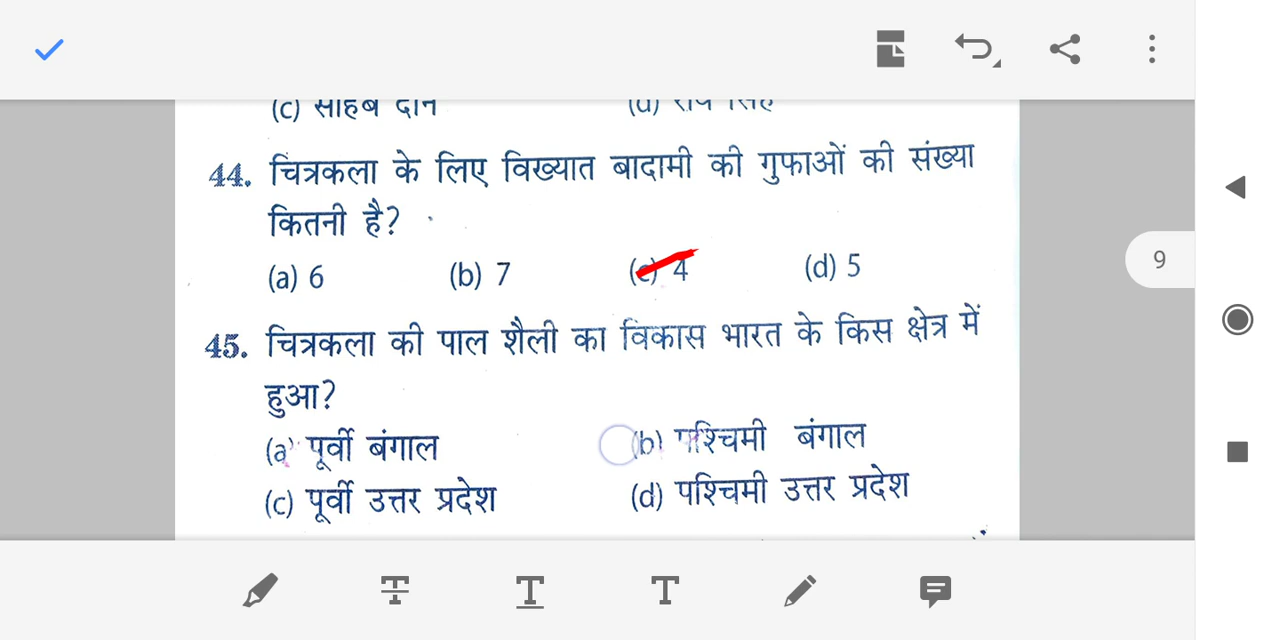 (c) साहिब दीन
44. चित्रकला के लिए विख्यात बादामी की गुफाओं की संख्या
कितनी है?
(a) 6 (b) 7 (c) 4 (d) 5
9
45. चित्रकला की पाल शैली का विकास भारत के किस क्षेत्र में
हुआ?
(a) पूर्वी बंगाल (b) पश्चिमी बंगाल
(c) पूर्वी उत्तर प्रदेश (d) पश्चिमी उत्तर प्रदेश